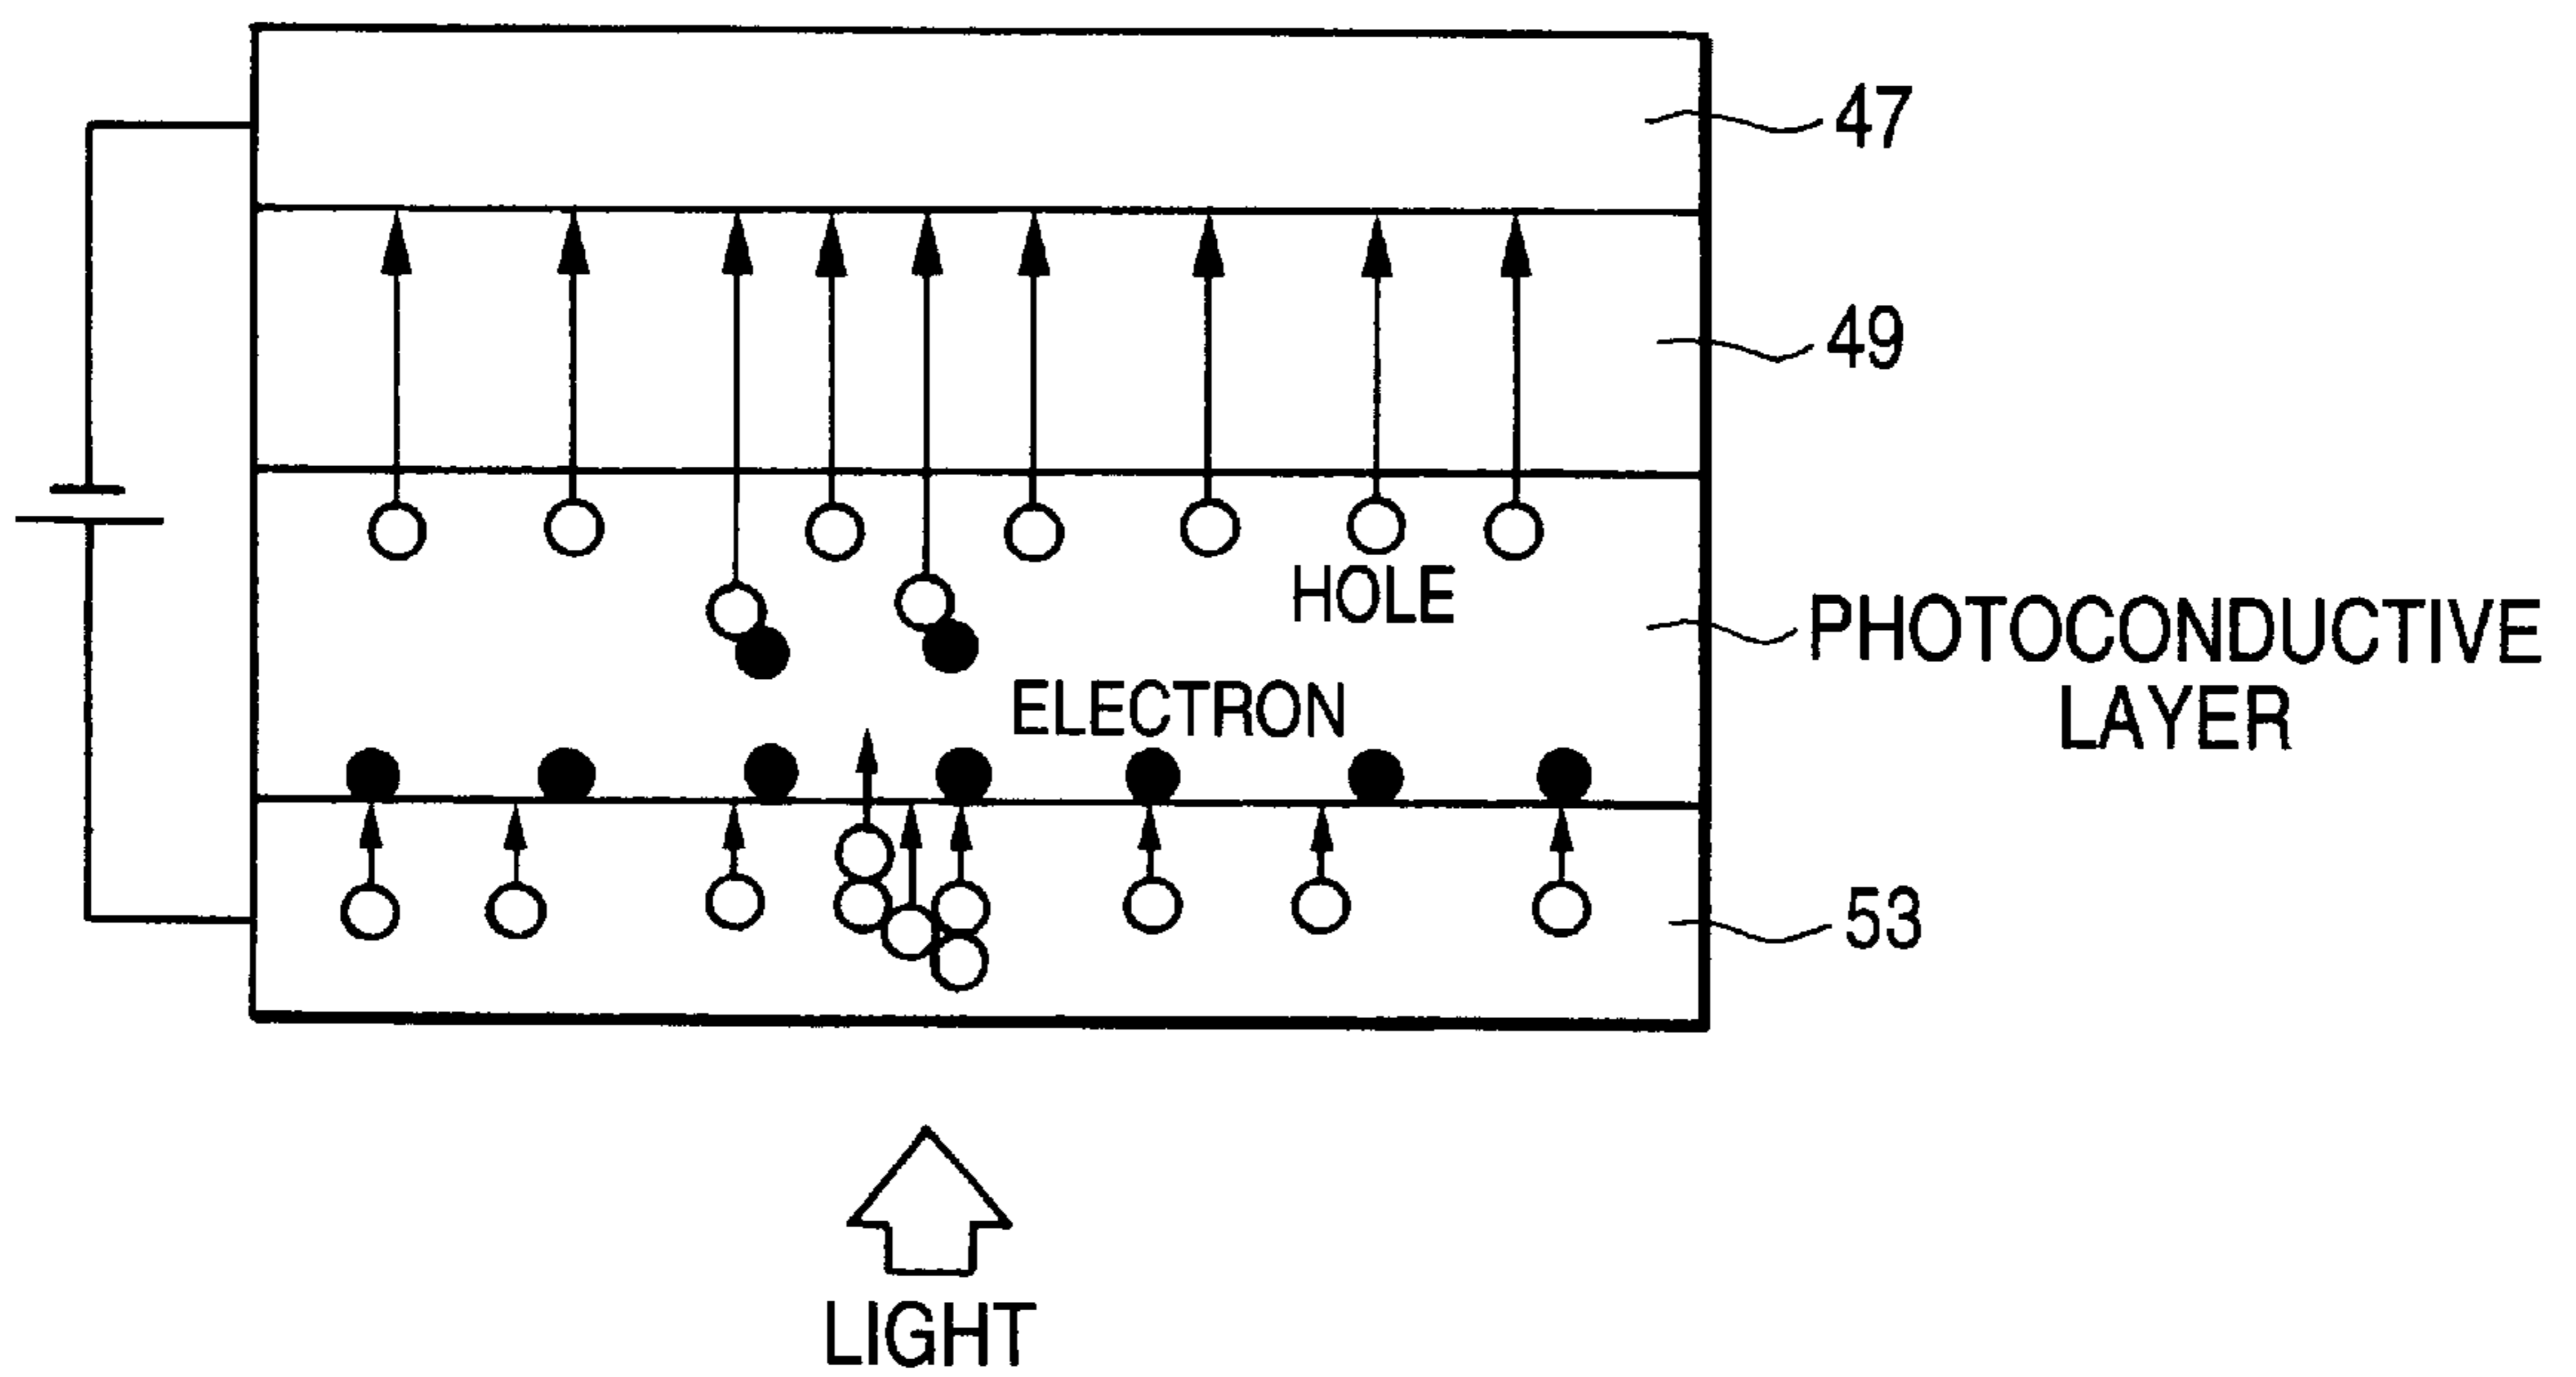 47
49
HOLE
PHOTOCONDUCTIVE
LAYER
ELECTRON
53
LIGHT